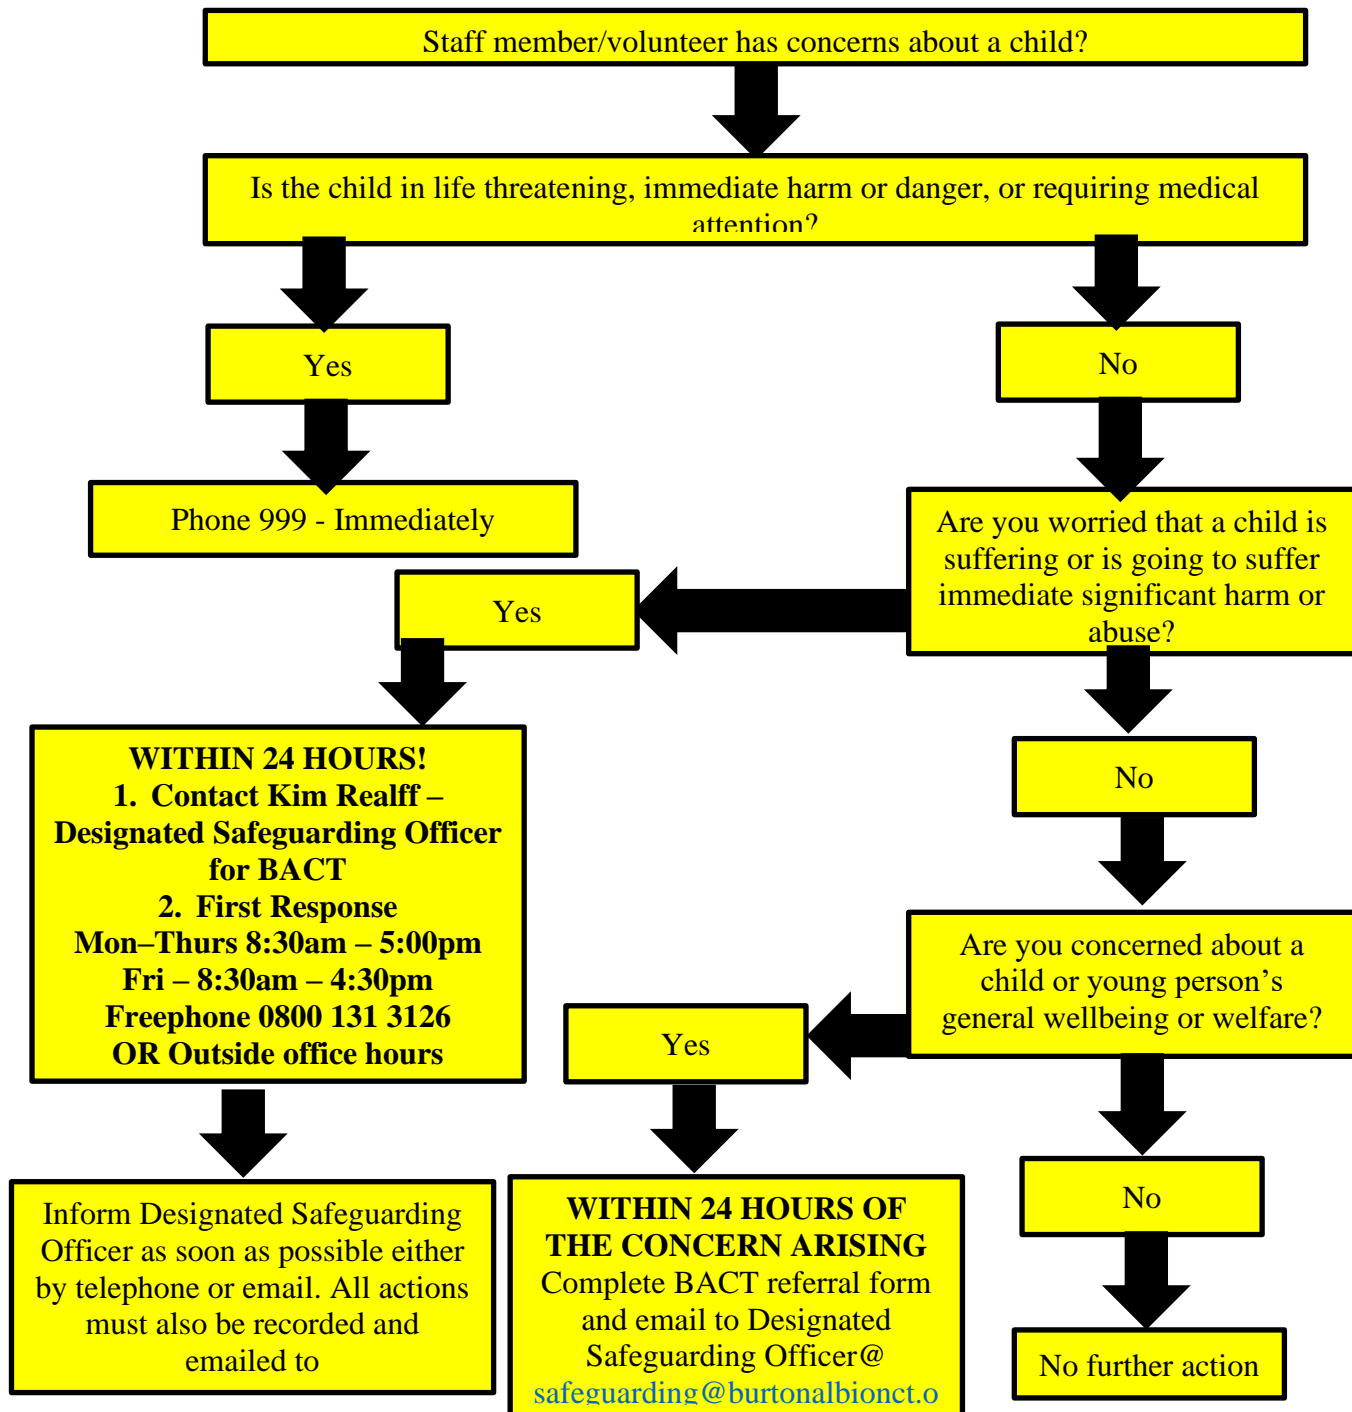 Staff member/volunteer has concerns about a child?
Is the child in life threatening, immediate harm or danger, or requiring medical
attention?
Yes
No
Phone 999 - Immediately
Are you worried that a child is
suffering or is going to suffer
immediate significant harm or
abuse?
Yes
WITHIN 24 HOURS!
1. Contact Kim Realff –
Designated Safeguarding Officer
for BACT
2. First Response
Mon–Thurs 8:30am – 5:00pm
Fri – 8:30am – 4:30pm
Freephone 0800 131 3126
OR Outside office hours
No
Are you concerned about a
child or young person’s
general wellbeing or welfare?
Yes
Inform Designated Safeguarding
Officer as soon as possible either
by telephone or email. All actions
must also be recorded and
emailed to
WITHIN 24 HOURS OF
THE CONCERN ARISING
Complete BACT referral form
and email to Designated
Safeguarding Officer@
safeguarding@burtonalbionct.o
No
No further action